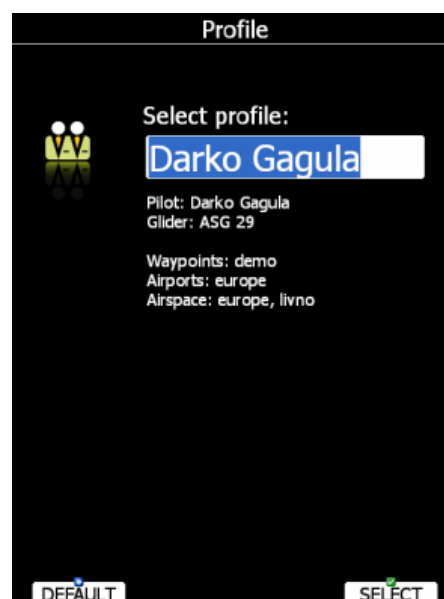 Profile
Select profile:
Darko Gagula
Pilot: Darko Gagula
Glider: ASG 29
Waypoints: demo
Airports: europe
Airspace: europe, livno
DEFAULT
SELECT